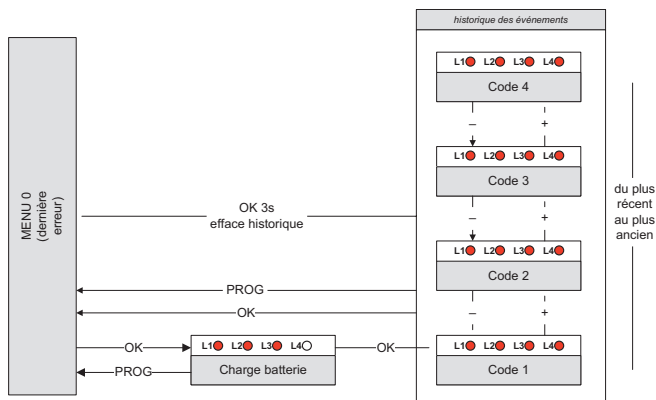 historique des événements
L1 L2 L3 L4
Code 4
– +
L1 L2 L3 L4
Code 3
– +
L1 L2 L3 L4
Code 2
– +
L1 L2 L3 L4
Code 1
du plus
récent
au plus
ancien
MENU 0
(dernière
erreur)
OK 3s
efface historique
PROG
OK
OK
L1 L2 L3 L4
Charge batterie
OK
PROG